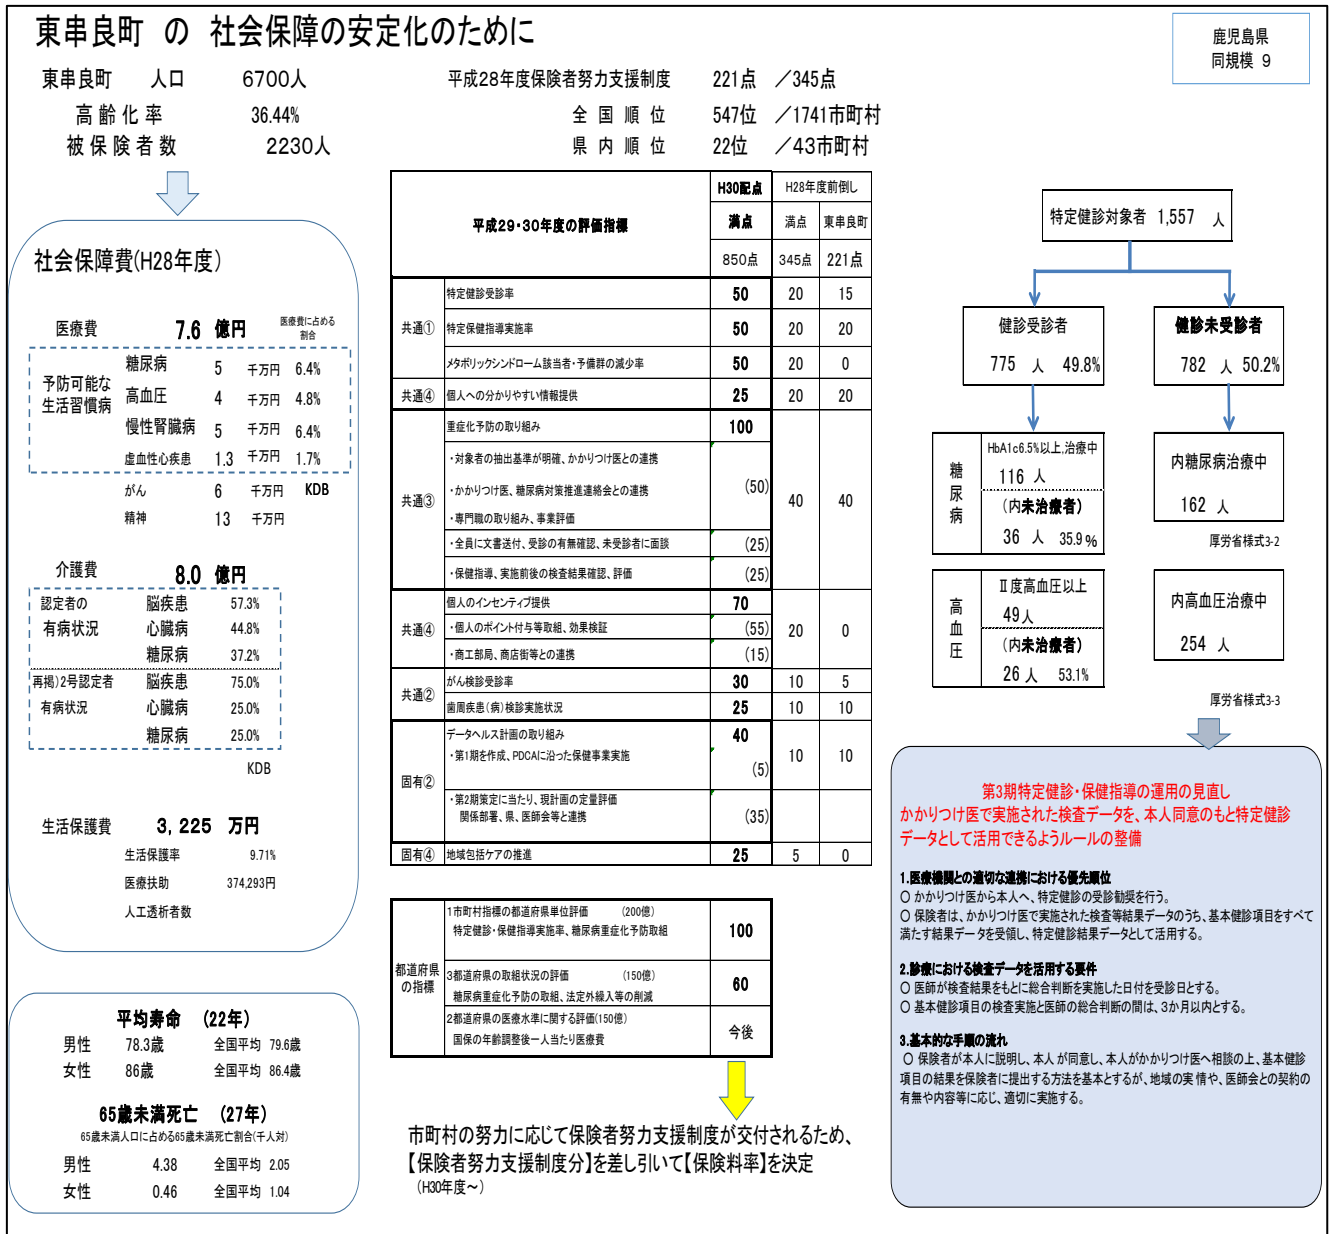 東串良町 の 社会保障の安定化のために
鹿児島県
同規模 9
東串良町 人口 6700人
高齢化率 36.44%
被保険者数 2230人
平成28年度保険者努力支援制度 221点 ／345点
全国順位 547位 ／1741市町村
県内順位 22位 ／43市町村
社会保障費(H28年度)
医療費 7.6 億円 医療費に占める
割合
予防可能な
生活習慣病
糖尿病 5 千万円 6.4%
高血圧 4 千万円 4.8%
慢性腎臓病 5 千万円 6.4%
虚血性心疾患 1.3 千万円 1.7%
がん 6 千万円 KDB
精神 13 千万円
介護費 8.0 億円
認定者の 脳疾患 57.3%
有病状況 心臓病 44.8%
糖尿病 37.2%
再掲)2号認定者 脳疾患 75.0%
有病状況 心臓病 25.0%
糖尿病 25.0%
KDB
生活保護費 3,225 万円
生活保護率 9.71%
医療扶助 374,293円
人工透析者数
平均寿命 (22年)
男性 78.3歳 全国平均 79.6歳
女性 86歳 全国平均 86.4歳
65歳未満死亡 (27年)
65歳未満人口に占める65歳未満死亡割合(千人対)
男性 4.38 全国平均 2.05
女性 0.46 全国平均 1.04
平成29・30年度の評価指標 H30配点 H28年度前倒し
満点 満点 東串良町
850点 345点 221点
共通① 特定健診受診率 50 20 15
特定保健指導実施率 50 20 20
メタボリックシンドローム該当者・予備群の減少率 50 20 0
共通④ 個人への分かりやすい情報提供 25 20 20
共通③ 重症化予防の取り組み 100 40 40
・対象者の抽出基準が明確、かかりつけ医との連携
・かかりつけ医、糖尿病対策推進連絡会との連携 (50)
・専門職の取り組み、事業評価
・全員に文書送付、受診の有無確認、未受診者に面談 (25)
・保健指導、実施前後の検査結果確認、評価 (25)
共通④ 個人のインセンティブ提供 70 20 0
・個人のポイント付与等取組、効果検証 (55)
・商工部局、商店街等との連携 (15)
共通② がん検診受診率 30 10 5
歯周疾患(病)検診実施状況 25 10 10
固有② データヘルス計画の取り組み 40 10 10
・第1期を作成、PDCAに沿った保健事業実施 (5)
・第2期策定に当たり、現計画の定量評価
関係部署、県、医師会等と連携 (35)
固有④ 地域包括ケアの推進 25 5 0
都道府県
の指標
1市町村指標の都道府県単位評価 (200億)
特定健診・保健指導実施率、糖尿病重症化予防取組 100
3都道府県の取組状況の評価 (150億)
糖尿病重症化予防の取組、法定外繰入等の削減 60
2都道府県の医療水準に関する評価(150億)
国保の年齢調整後一人当たり医療費 今後
市町村の努力に応じて保険者努力支援制度が交付されるため、
【保険者努力支援制度分】を差し引いて【保険料率】を決定
(H30年度～)
特定健診対象者 1,557 人
健診受診者
775 人 49.8%
健診未受診者
782 人 50.2%
糖尿病
HbA1c6.5%以上,治療中
116 人
(内未治療者)
36 人 35.9%
内糖尿病治療中
162 人
厚労省様式3-2
高血圧
Ⅱ度高血圧以上
49人
(内未治療者)
26 人 53.1%
内高血圧治療中
254 人
厚労省様式3-3
第3期特定健診・保健指導の運用の見直し
かかりつけ医で実施された検査データを、本人同意のもと特定健診
データとして活用できるようルールの整備
1.医療機関との適切な連携における優先順位
○ かかりつけ医から本人へ、特定健診の受診勧奨を行う。
○ 保険者は、かかりつけ医で実施された検査等結果データのうち、基本健診項目をすべて
満たす結果データを受領し、特定健診結果データとして活用する。
2.診療における検査データを活用する要件
○ 医師が検査結果をもとに総合判断を実施した日付を受診日とする。
○ 基本健診項目の検査実施と医師の総合判断の間は、3か月以内とする。
3.基本的な手順の流れ
○ 保険者が本人に説明し、本人が同意し、本人がかかりつけ医へ相談の上、基本健診
項目の結果を保険者に提出する方法を基本とするが、地域の実情や、医師会との契約の
有無や内容等に応じ、適切に実施する。